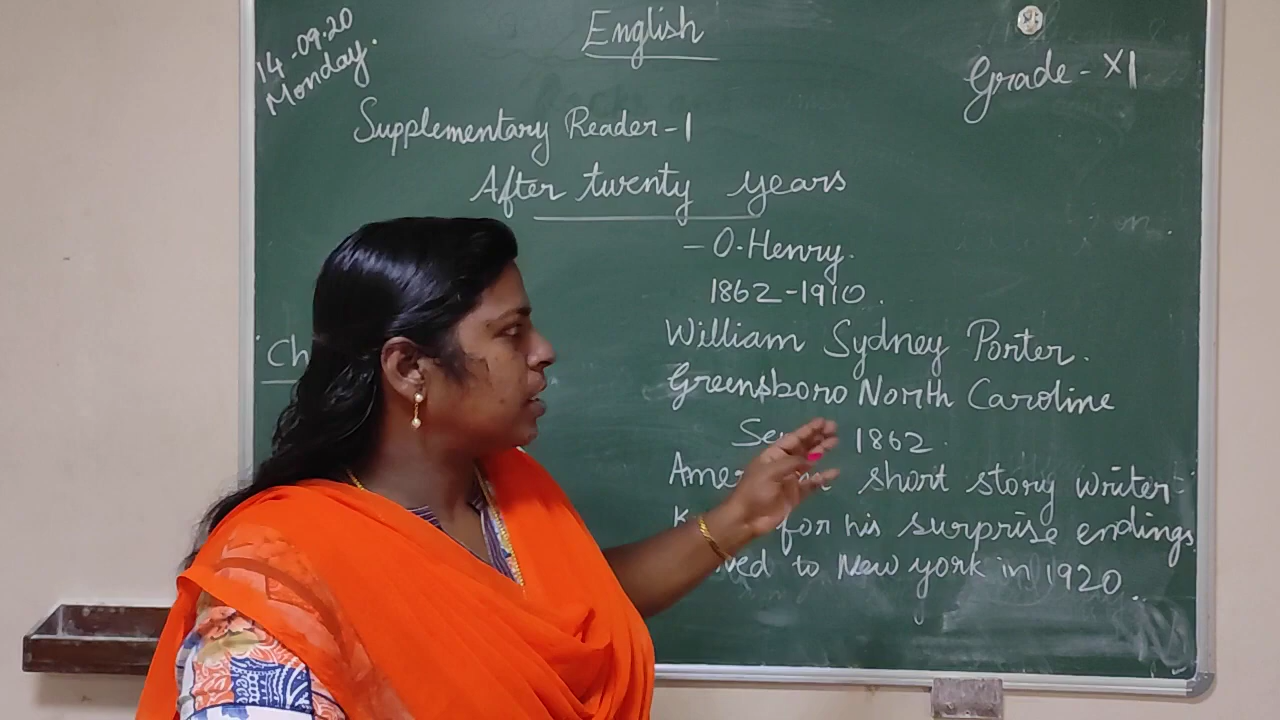 14-09-20
Monday.
English
Grade - XI
Supplementary Reader - 1
After twenty years
- O. Henry.
1862-1910.
William Sydney Porter.
Greensboro North Caroline
1862.
short story writer
for his surprise endings
to New york in 1920.